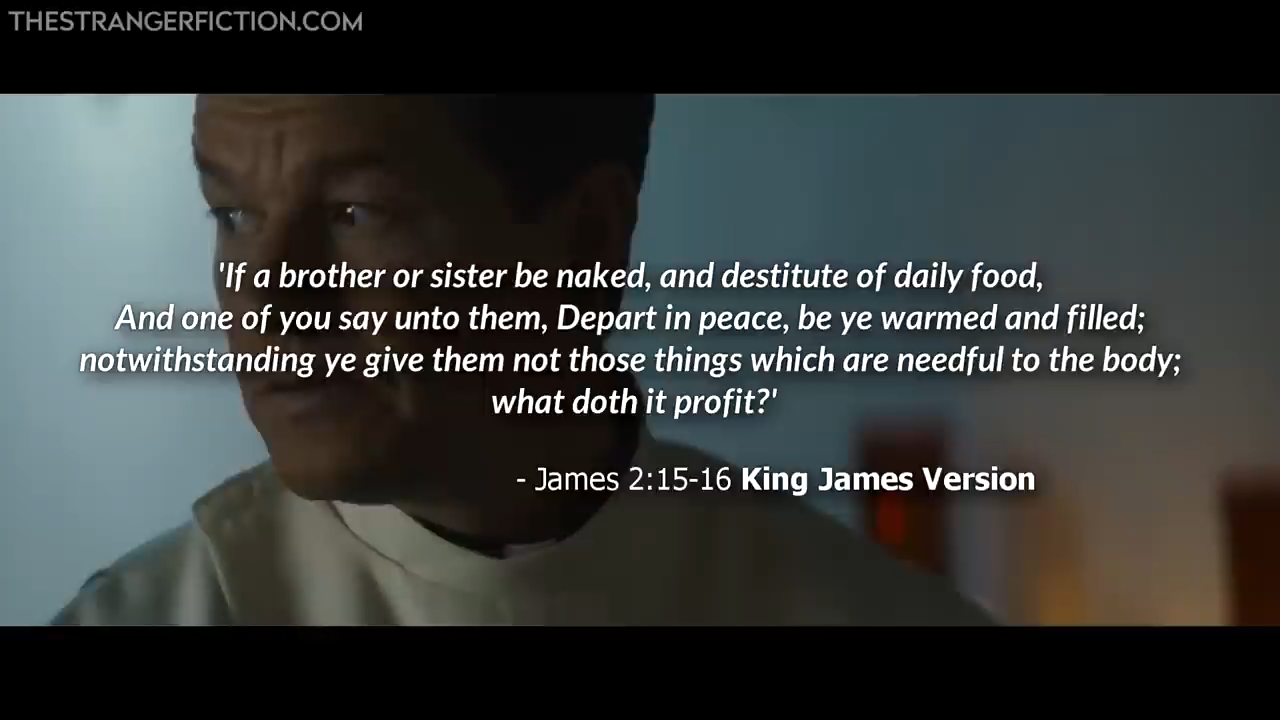 THESTRANGERFICTION.COM
'If a brother or sister be naked, and destitute of daily food,
And one of you say unto them, Depart in peace, be ye warmed and filled;
notwithstanding ye give them not those things which are needful to the body;
what doth it profit?'
- James 2:15-16 King James Version